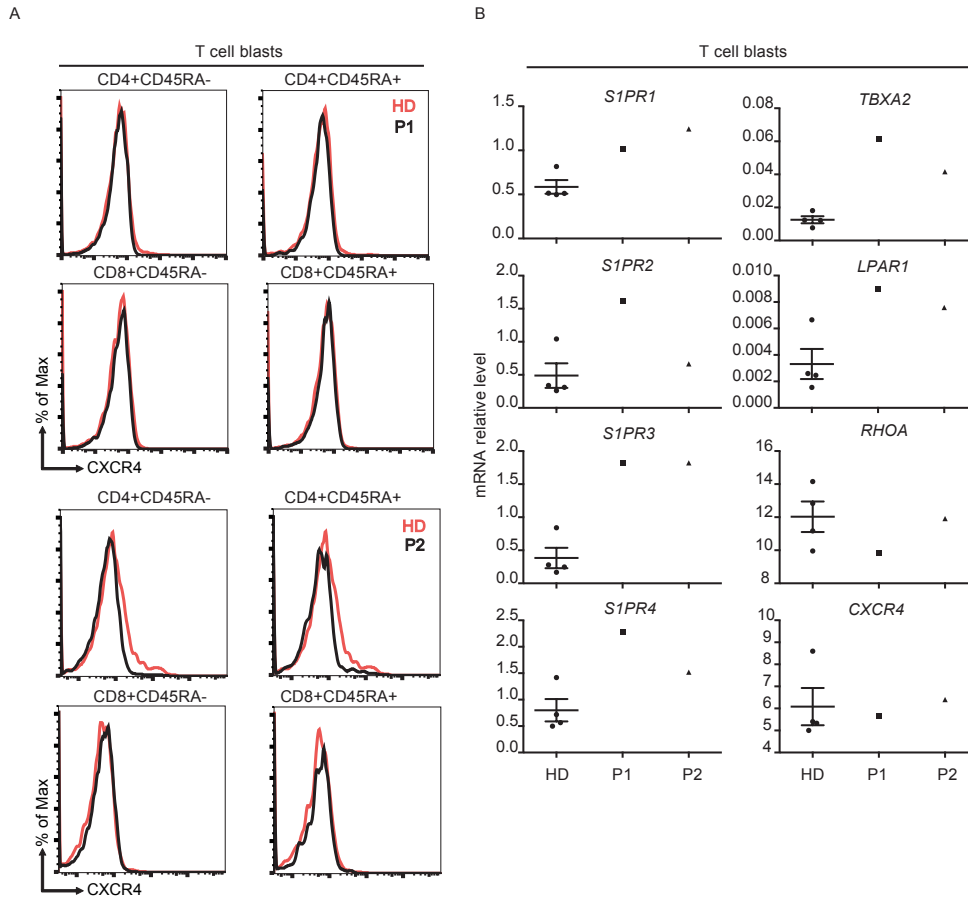 A
T cell blasts
CD4+CD45RA-
CD4+CD45RA+
HD
P1
CD8+CD45RA-
CD8+CD45RA+
% of Max
CXCR4
CD4+CD45RA-
CD4+CD45RA+
HD
P2
CD8+CD45RA-
CD8+CD45RA+
% of Max
CXCR4
B
T cell blasts
mRNA relative level
S1PR1
1.5
1.0
0.5
0.0
TBXA2
0.08
0.06
0.04
0.02
0.00
S1PR2
2.0
1.5
1.0
0.5
0.0
LPAR1
0.010
0.008
0.006
0.004
0.002
0.000
S1PR3
2.0
1.5
1.0
0.5
0.0
RHOA
16
14
12
10
8
S1PR4
2.5
2.0
1.5
1.0
0.5
0.0
CXCR4
10
9
8
7
6
5
4
HD P1 P2
HD P1 P2